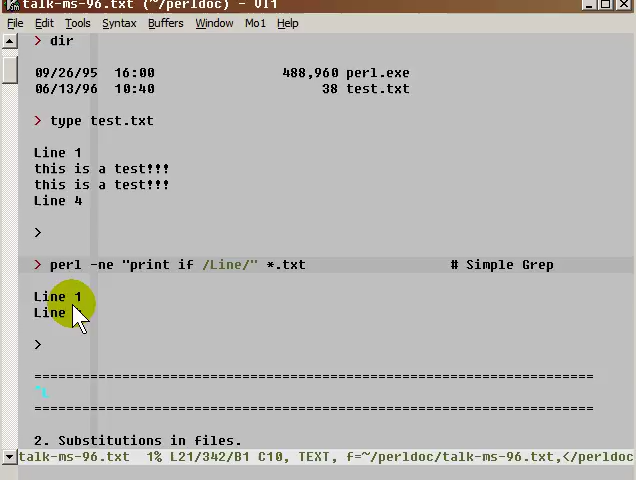 talk-ms-96.txt (~/perldoc) - VI1
File Edit Tools Syntax Buffers Window Mo1 Help
> dir
09/26/95 16:00 488,960 perl.exe
06/13/96 10:40 38 test.txt
> type test.txt
Line 1
this is a test!!!
this is a test!!!
Line 4
>
> perl -ne "print if /Line/" *.txt # Simple Grep
Line 1
Line
>
======================================================================
^L
======================================================================
2. Substitutions in files.
talk-ms-96.txt 1% L21/342/B1 C10, TEXT, f=~/perldoc/talk-ms-96.txt,</perldoc